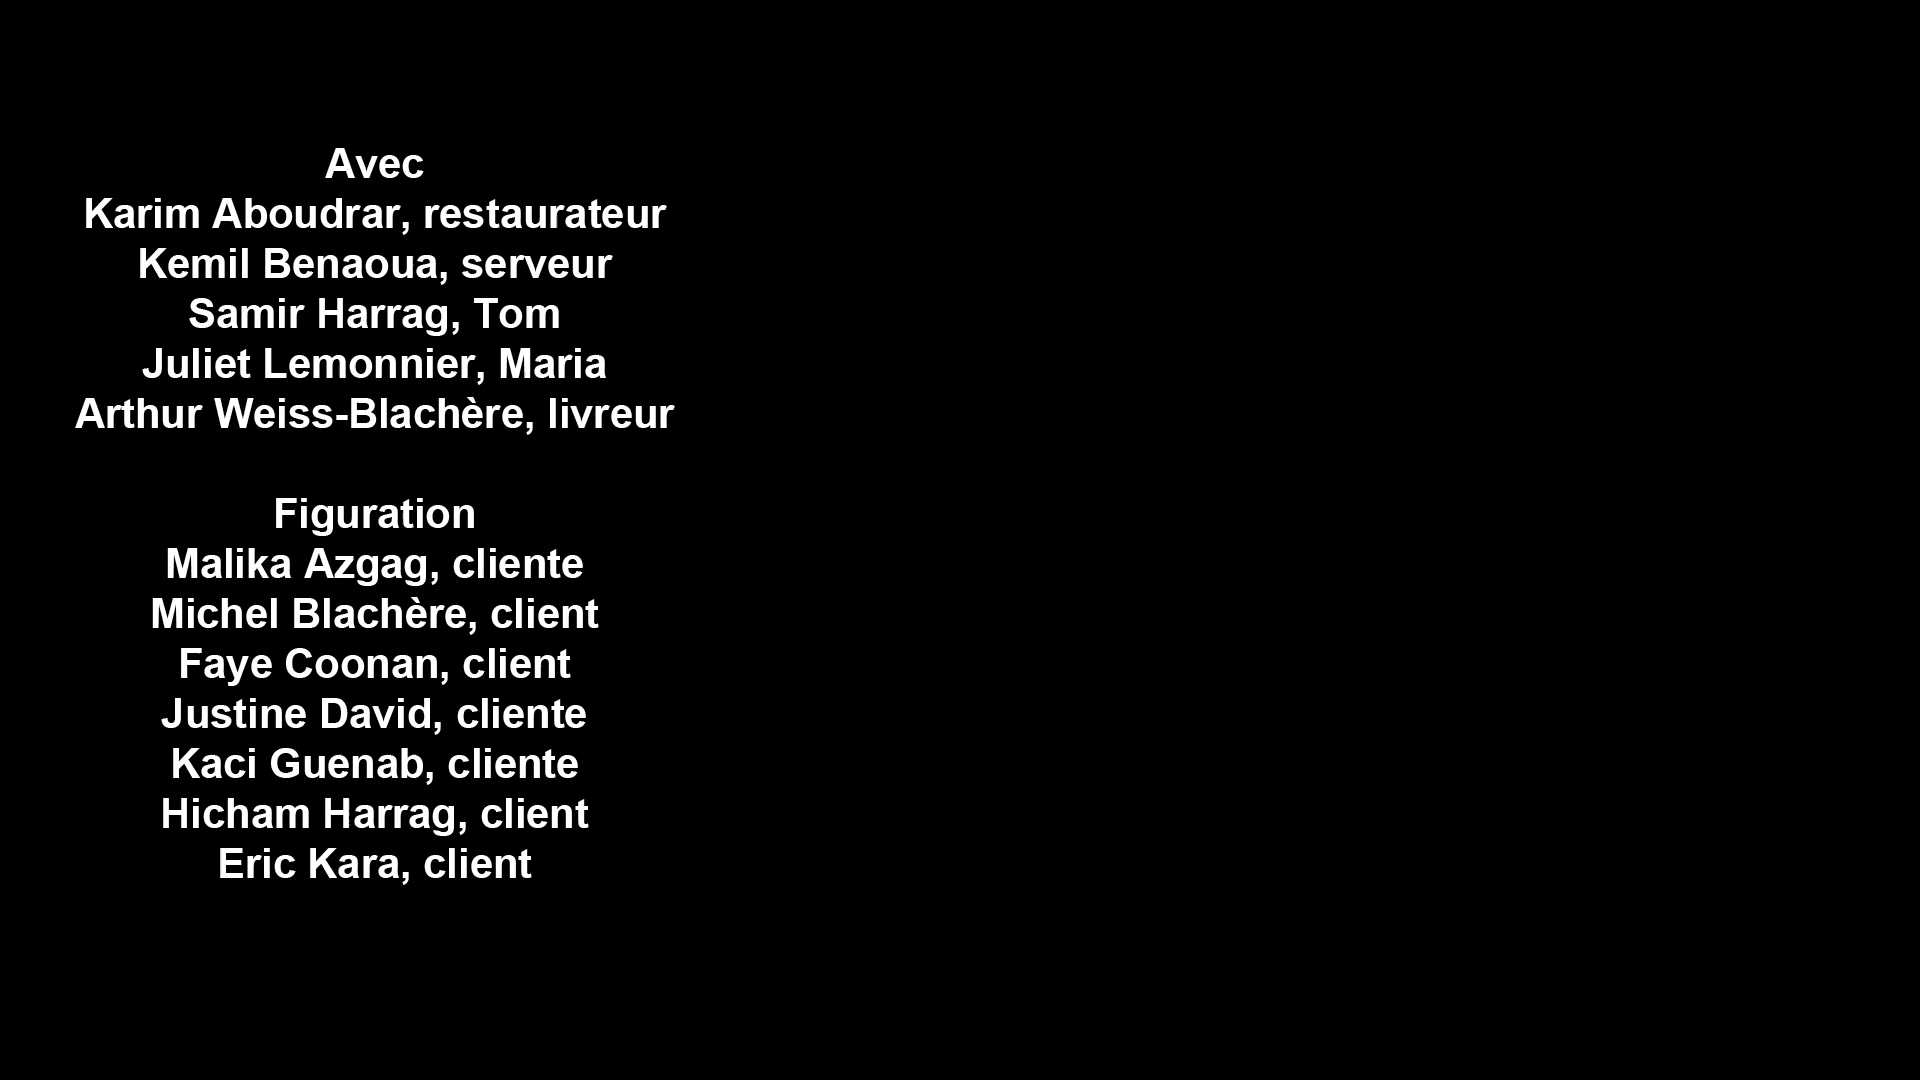 Avec
Karim Aboudrar, restaurateur
Kemil Benaoua, serveur
Samir Harrag, Tom
Juliet Lemonnier, Maria
Arthur Weiss-Blachère, livreur
Figuration
Malika Azgag, cliente
Michel Blachère, client
Faye Coonan, client
Justine David, cliente
Kaci Guenab, cliente
Hicham Harrag, client
Eric Kara, client